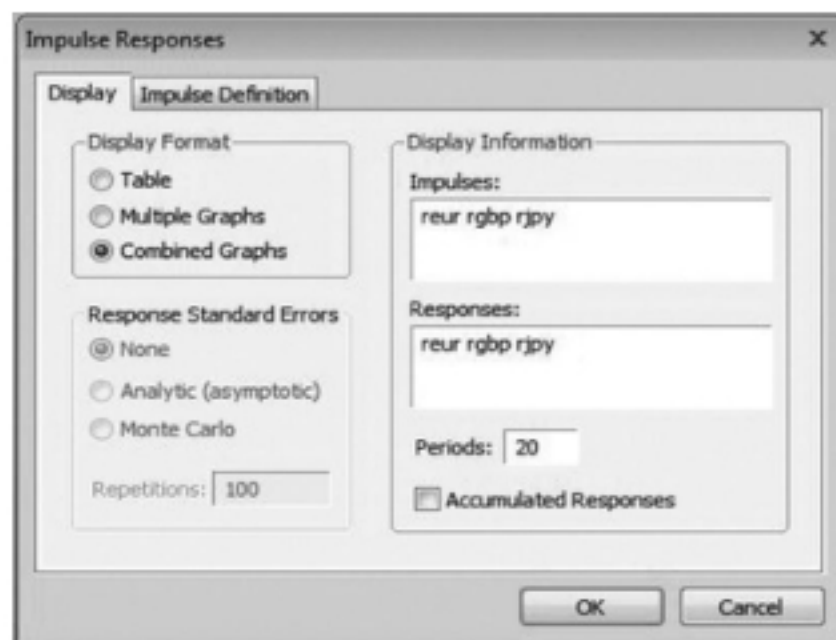 Impulse Responses
Display
Impulse Definition
Display Format
Table
Multiple Graphs
Combined Graphs
Response Standard Errors
None
Analytic (asymptotic)
Monte Carlo
Repetitions: 100
Display Information
Impulses:
reur rgbp rjpy
Responses:
reur rgbp rjpy
Periods: 20
Accumulated Responses
OK
Cancel